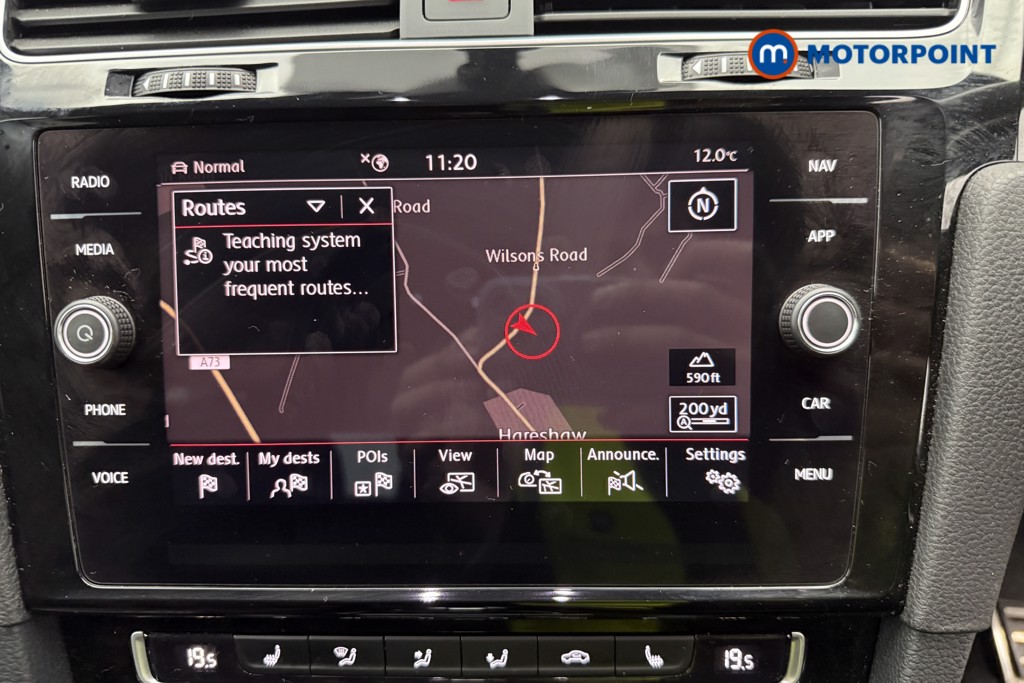 m MOTORPOINT
RADIO
MEDIA
PHONE
VOICE
Normal
11:20
12.0°C
Routes
Teaching system
your most
frequent routes...
Road
Wilsons Road
N
A73
590ft
200yd
A
Hareshaw
New dest.
My dests
POIs
View
Map
Announce.
Settings
NAV
APP
CAR
MENU
19.5
19.5